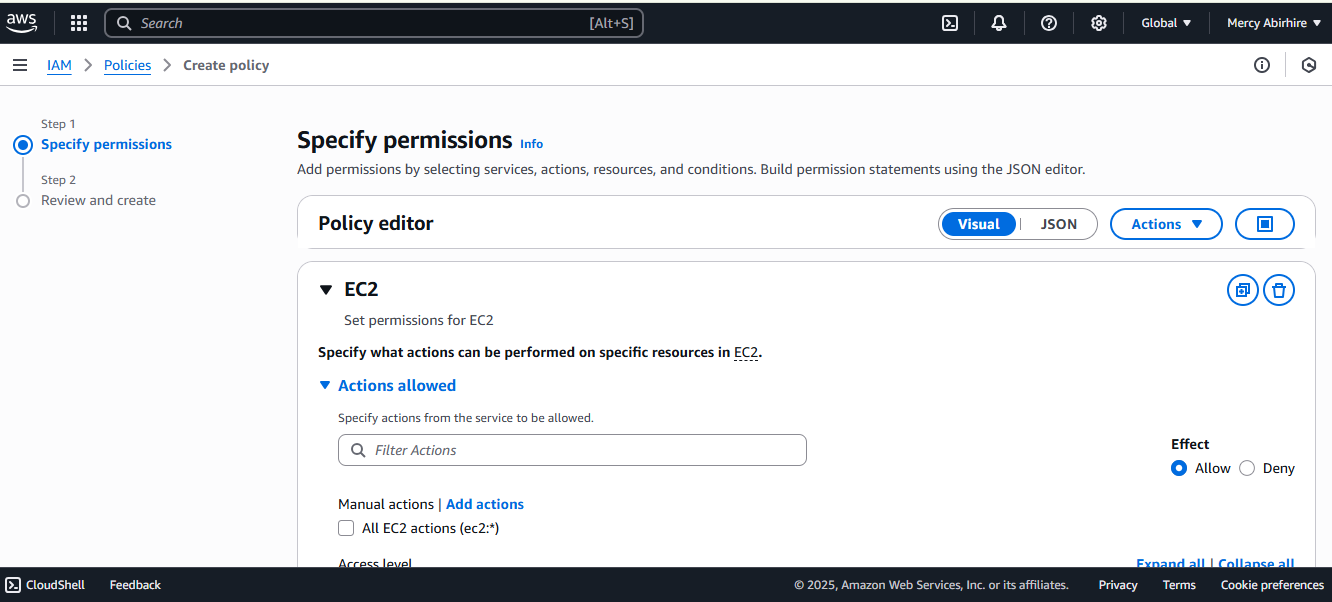 aws Search [Alt+S] Global Mercy Abirhire
IAM Policies Create policy
Step 1
Specify permissions
Step 2
Review and create
Specify permissions Info
Add permissions by selecting services, actions, resources, and conditions. Build permission statements using the JSON editor.
Policy editor Visual JSON Actions
EC2
Set permissions for EC2
Specify what actions can be performed on specific resources in EC2.
Actions allowed
Specify actions from the service to be allowed.
Filter Actions
Effect
Allow Deny
Manual actions | Add actions
All EC2 actions (ec2:*)
Access level Expand all | Collapse all
CloudShell Feedback © 2025, Amazon Web Services, Inc. or its affiliates. Privacy Terms Cookie preferences